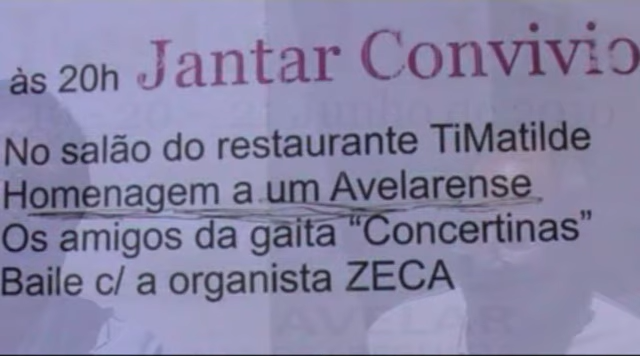 às 20h Jantar Convivio
No salão do restaurante TiMatilde
Homenagem a um Avelarense
Os amigos da gaita “Concertinas”
Baile c/ a organista ZECA
AVELAR